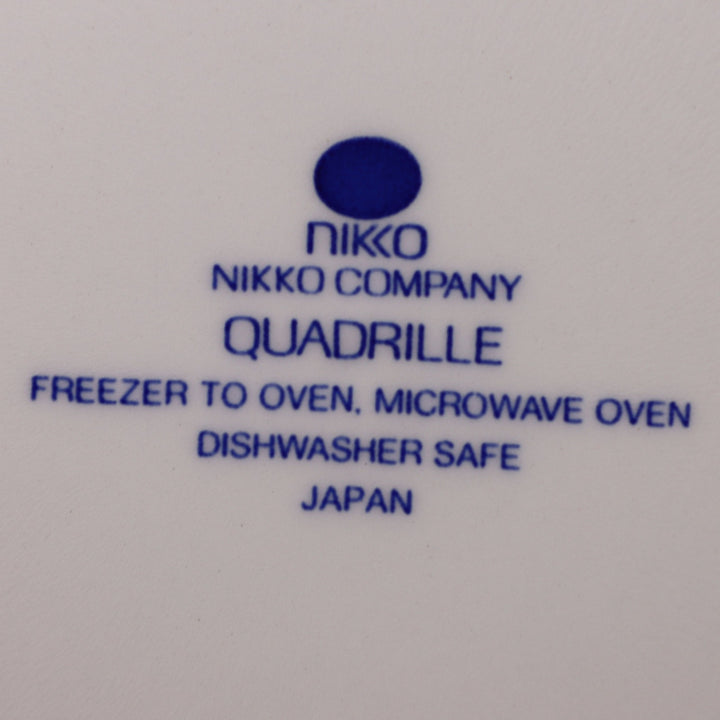 nikko
NIKKO COMPANY
QUADRILLE
FREEZER TO OVEN. MICROWAVE OVEN
DISHWASHER SAFE
JAPAN